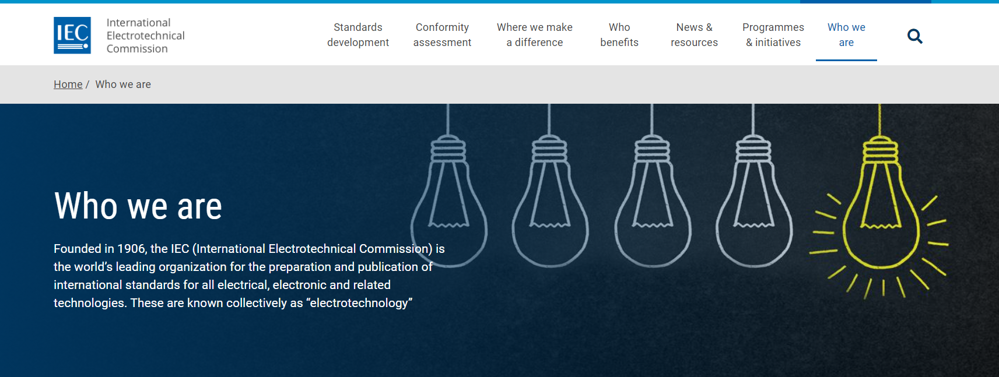 IEC
International
Electrotechnical
Commission
Standards
development
Conformity
assessment
Where we make
a difference
Who
benefits
News &
resources
Programmes
& initiatives
Who we
are
Home / Who we are
Who we are
Founded in 1906, the IEC (International Electrotechnical Commission) is
the world’s leading organization for the preparation and publication of
international standards for all electrical, electronic and related
technologies. These are known collectively as “electrotechnology”